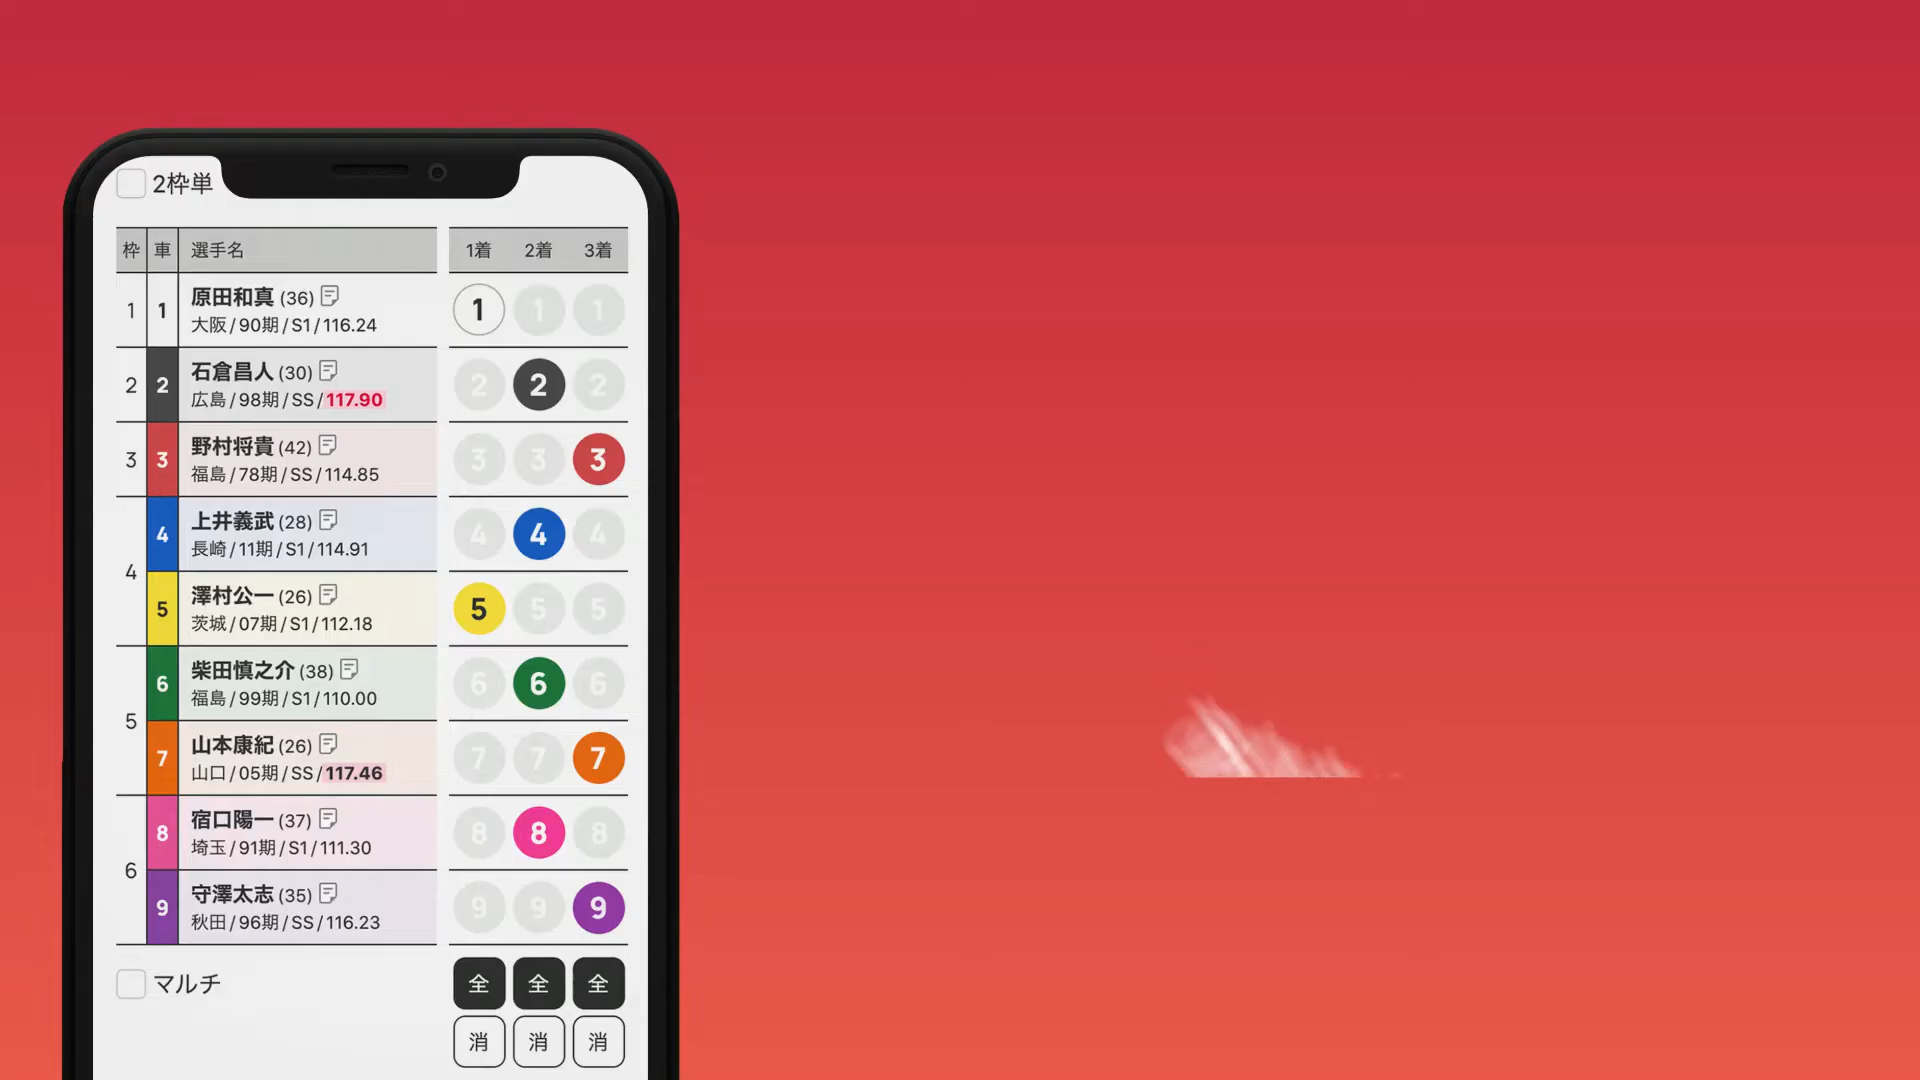 2枠単
枠 車 選手名 1着 2着 3着
1 1 原田和真 (36) 1 1 1
大阪/90期/S1/116.24
2 2 石倉昌人 (30) 2 2 2
広島/98期/SS/117.90
3 3 野村将貴 (42) 3 3 3
福島/78期/SS/114.85
4 4 上井義武 (28) 4 4 4
長崎/11期/S1/114.91
5 澤村公一 (26) 5 5 5
茨城/07期/S1/112.18
5 6 柴田慎之介 (38) 6 6 6
福島/99期/S1/110.00
7 山本康紀 (26) 7 7 7
山口/05期/SS/117.46
6 8 宿口陽一 (37) 8 8 8
埼玉/91期/S1/111.30
9 守澤太志 (35) 9 9 9
秋田/96期/SS/116.23
マルチ 全 全 全
消 消 消